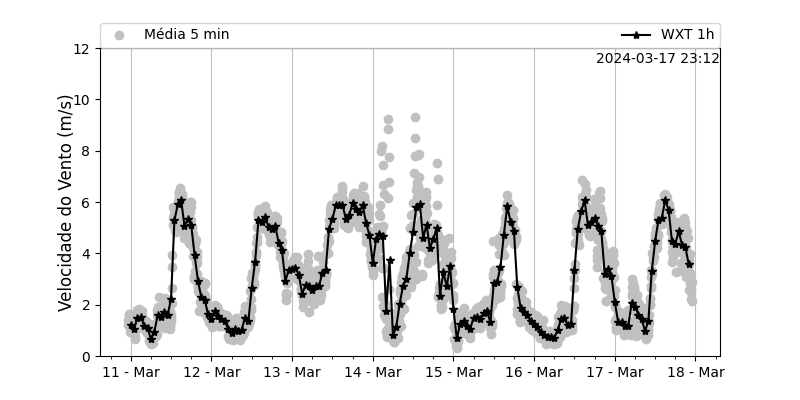 Média 5 min
WXT 1h
2024-03-17 23:12
Velocidade do Vento (m/s)
12
10
8
6
4
2
0
11 - Mar
12 - Mar
13 - Mar
14 - Mar
15 - Mar
16 - Mar
17 - Mar
18 - Mar